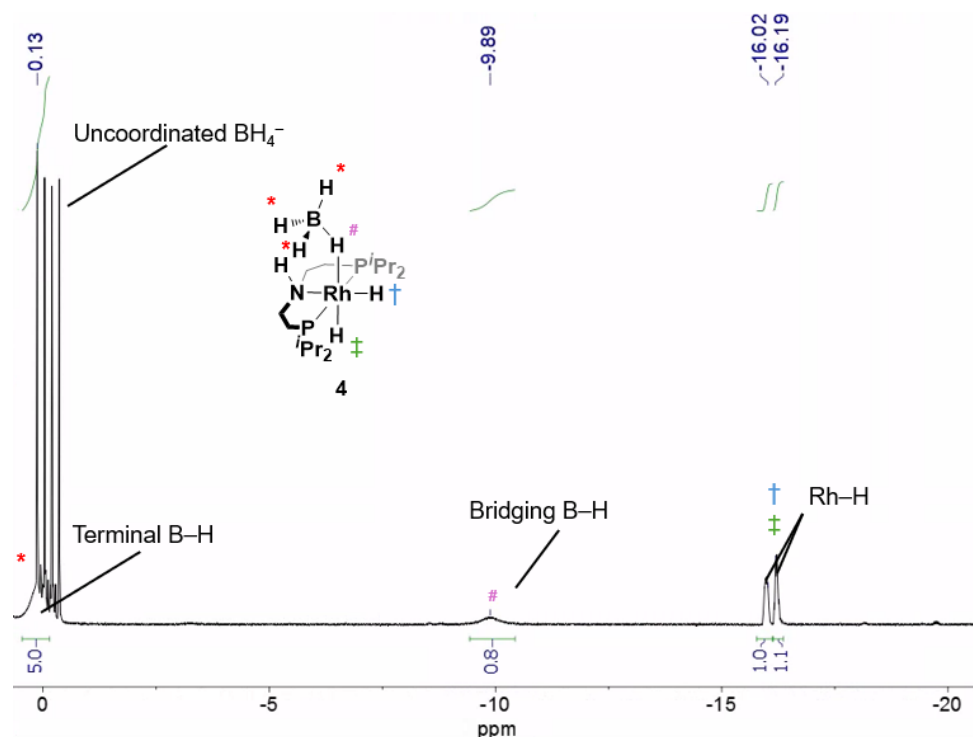 -0.13
-9.89
-16.02
-16.19
Uncoordinated BH₄⁻
*
H
*
H
B
#
*
H
H
H
PⁱPr₂
N
Rh
H
†
P
H
ⁱPr₂
‡
4
†
‡
Rh–H
Bridging B–H
Terminal B–H
*
#
5.0
0.8
1.0
1.1
0
-5
-10
-15
-20
ppm